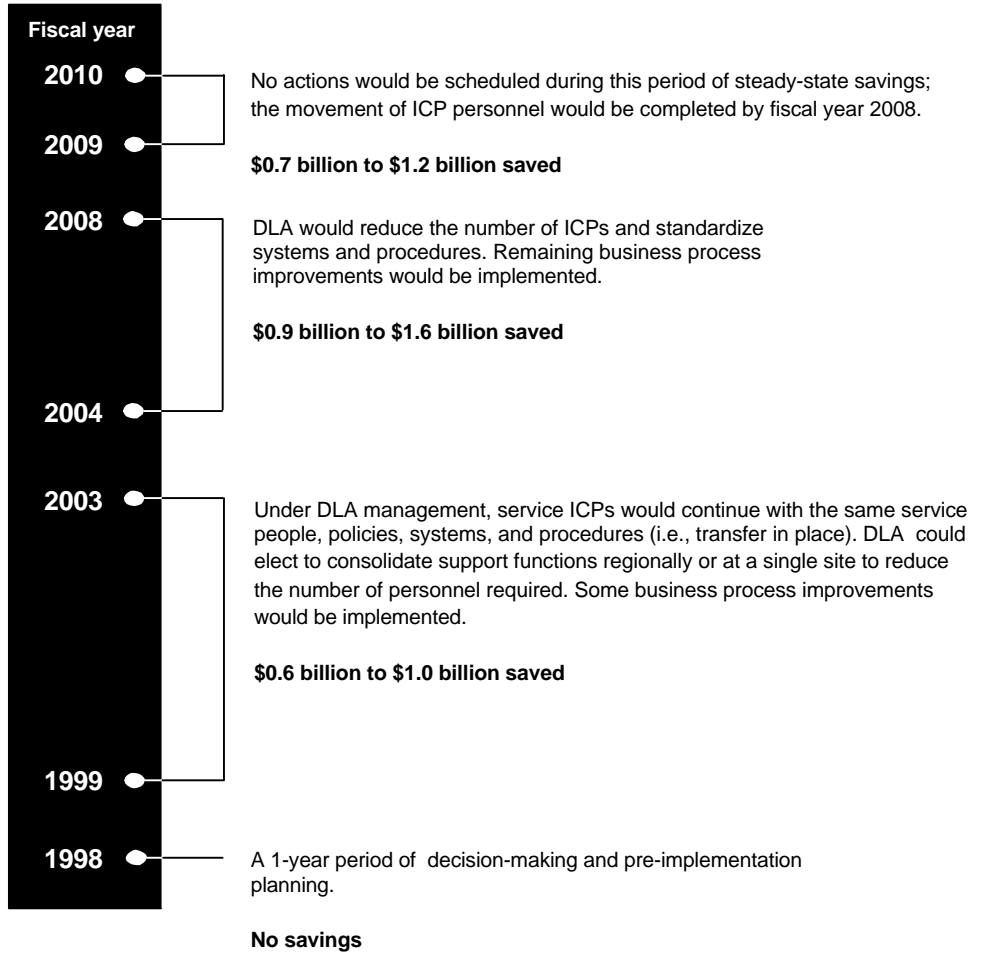 Fiscal year
2010
No actions would be scheduled during this period of steady-state savings;
the movement of ICP personnel would be completed by fiscal year 2008.
2009
$0.7 billion to $1.2 billion saved
2008
DLA would reduce the number of ICPs and standardize
systems and procedures. Remaining business process
improvements would be implemented.
$0.9 billion to $1.6 billion saved
2004
2003
Under DLA management, service ICPs would continue with the same service
people, policies, systems, and procedures (i.e., transfer in place). DLA could
elect to consolidate support functions regionally or at a single site to reduce
the number of personnel required. Some business process improvements
would be implemented.
$0.6 billion to $1.0 billion saved
1999
1998
A 1-year period of decision-making and pre-implementation
planning.
No savings